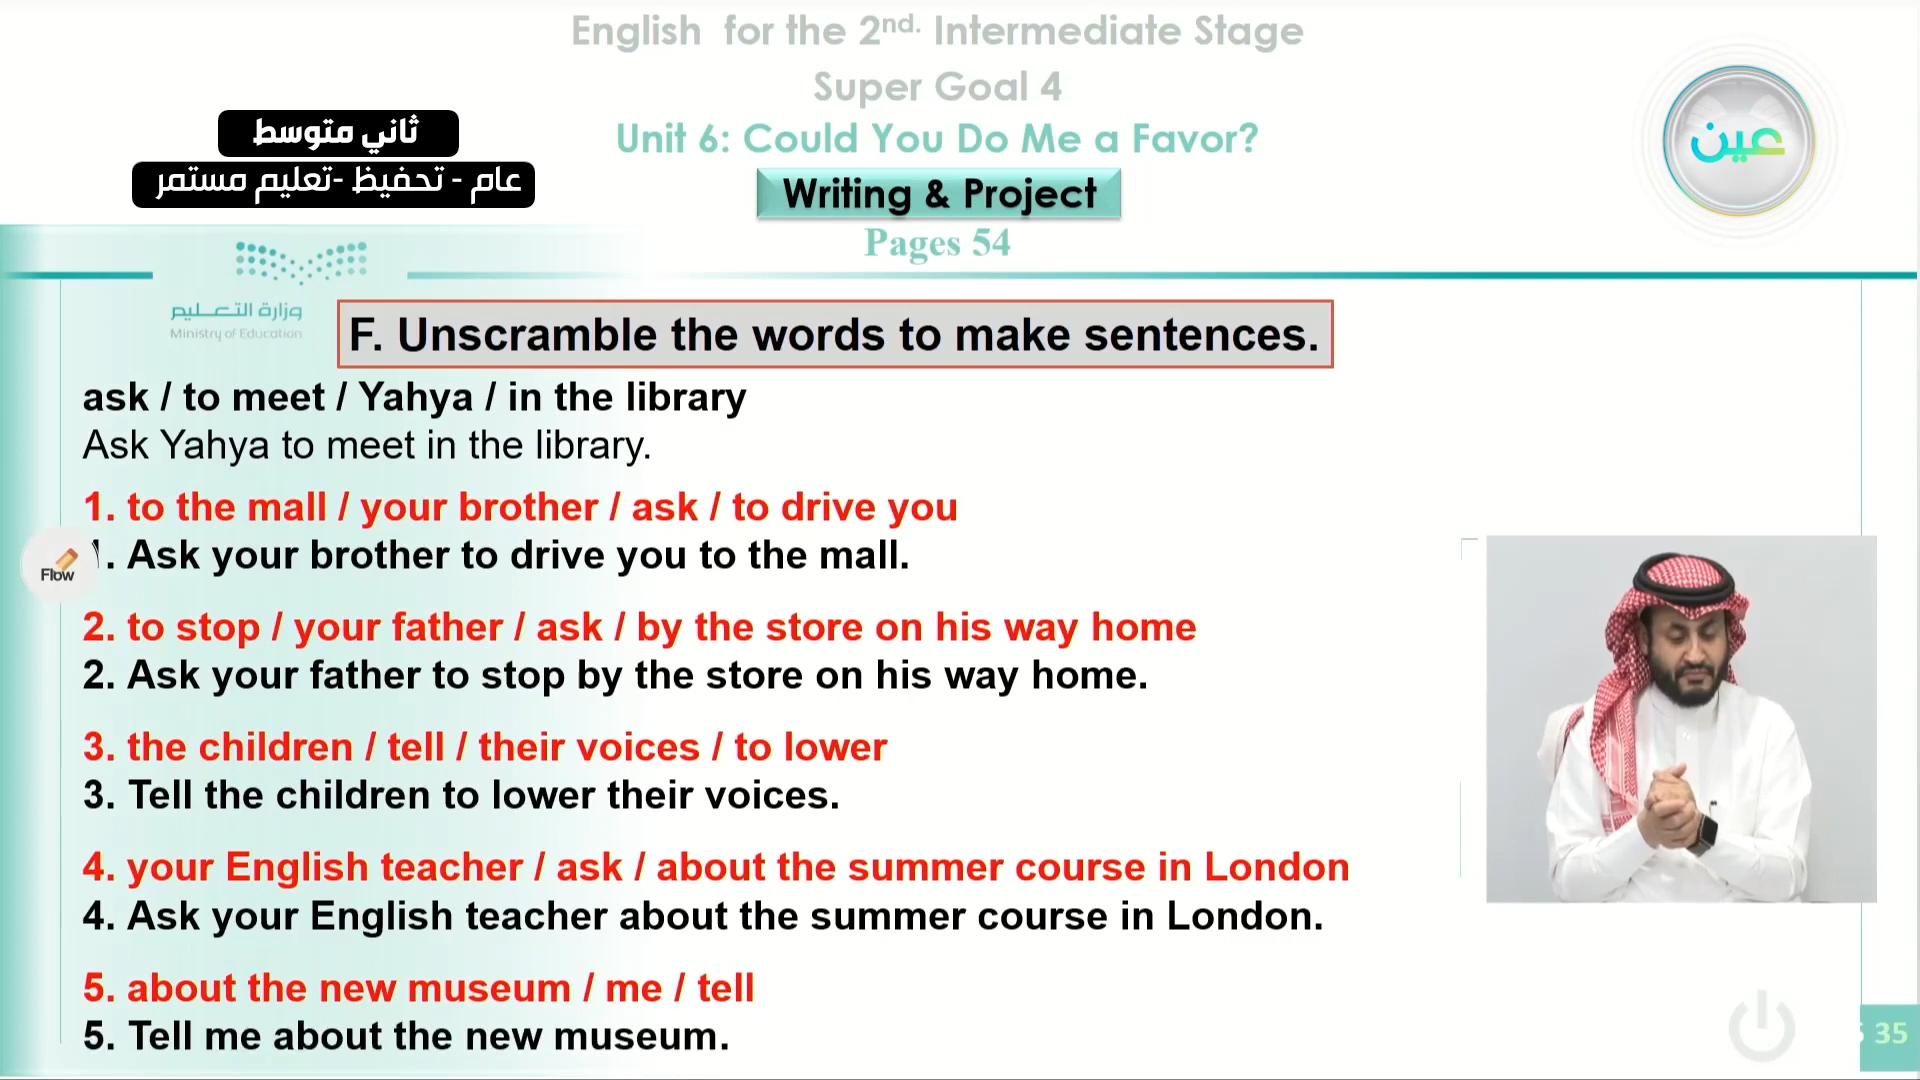 English for the 2nd. Intermediate Stage
Super Goal 4
Unit 6: Could You Do Me a Favor?
Writing & Project
Pages 54
ثاني متوسط
عام - تحفيظ -تعليم مستمر
عين
وزارة التعليم
Ministry of Education
F. Unscramble the words to make sentences.
ask / to meet / Yahya / in the library
Ask Yahya to meet in the library.
1. to the mall / your brother / ask / to drive you
1. Ask your brother to drive you to the mall.
Flow
2. to stop / your father / ask / by the store on his way home
2. Ask your father to stop by the store on his way home.
3. the children / tell / their voices / to lower
3. Tell the children to lower their voices.
4. your English teacher / ask / about the summer course in London
4. Ask your English teacher about the summer course in London.
5. about the new museum / me / tell
5. Tell me about the new museum.
35